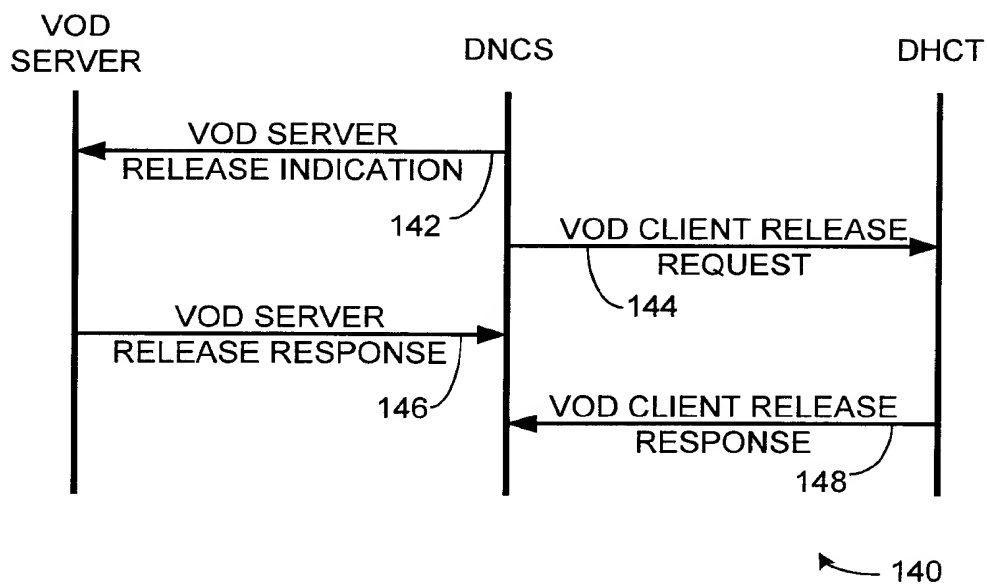 VOD
SERVER
DNCS
DHCT
VOD SERVER
RELEASE INDICATION
142
VOD CLIENT RELEASE
REQUEST
144
VOD SERVER
RELEASE RESPONSE
146
VOD CLIENT RELEASE
RESPONSE
148
140